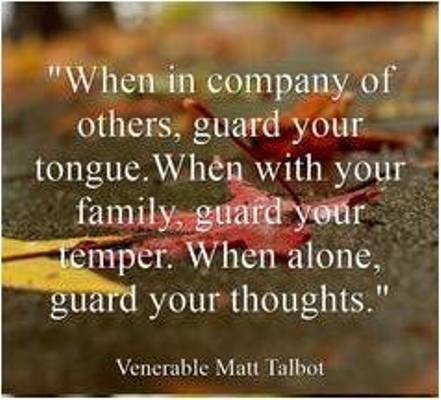 "When in company of
others, guard your
tongue.When with your
family, guard your
temper. When alone,
guard your thoughts."
Venerable Matt Talbot